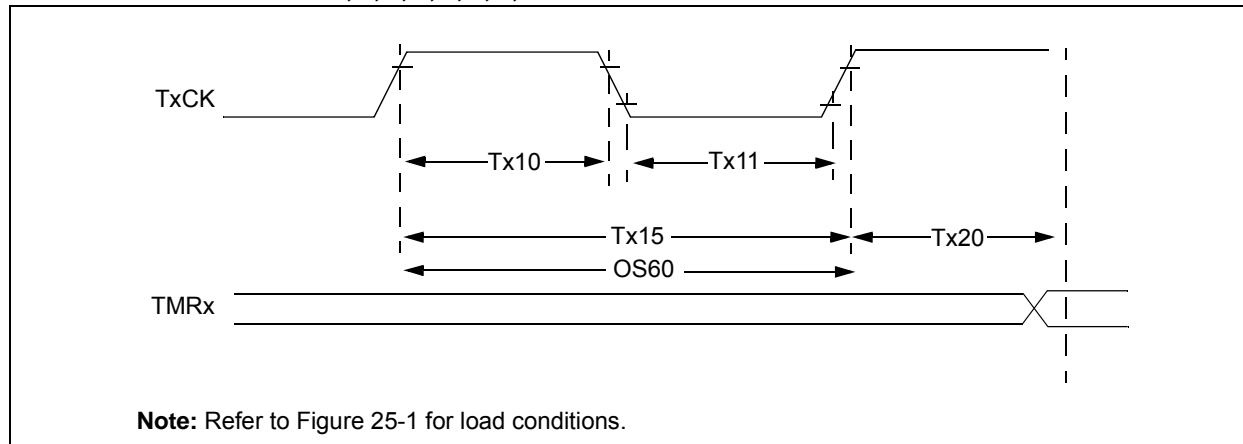 TxCK
Tx10
Tx11
Tx15
Tx20
OS60
TMRx
Note: Refer to Figure 25-1 for load conditions.